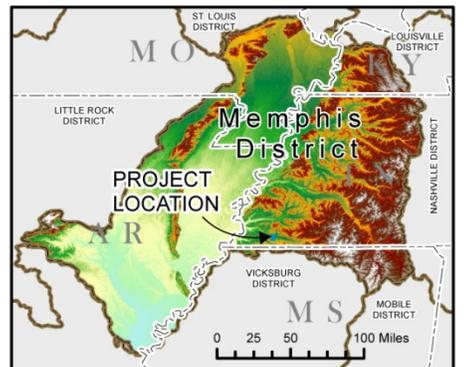 ST. LOUIS
DISTRICT
LOUISVILLE
DISTRICT
MO
KY
LITTLE ROCK
DISTRICT
Memphis
District
NASHVILLE DISTRICT
TN
PROJECT
LOCATION
AR
VICKSBURG
DISTRICT
MS
MOBILE
DISTRICT
0 25 50 100 Miles